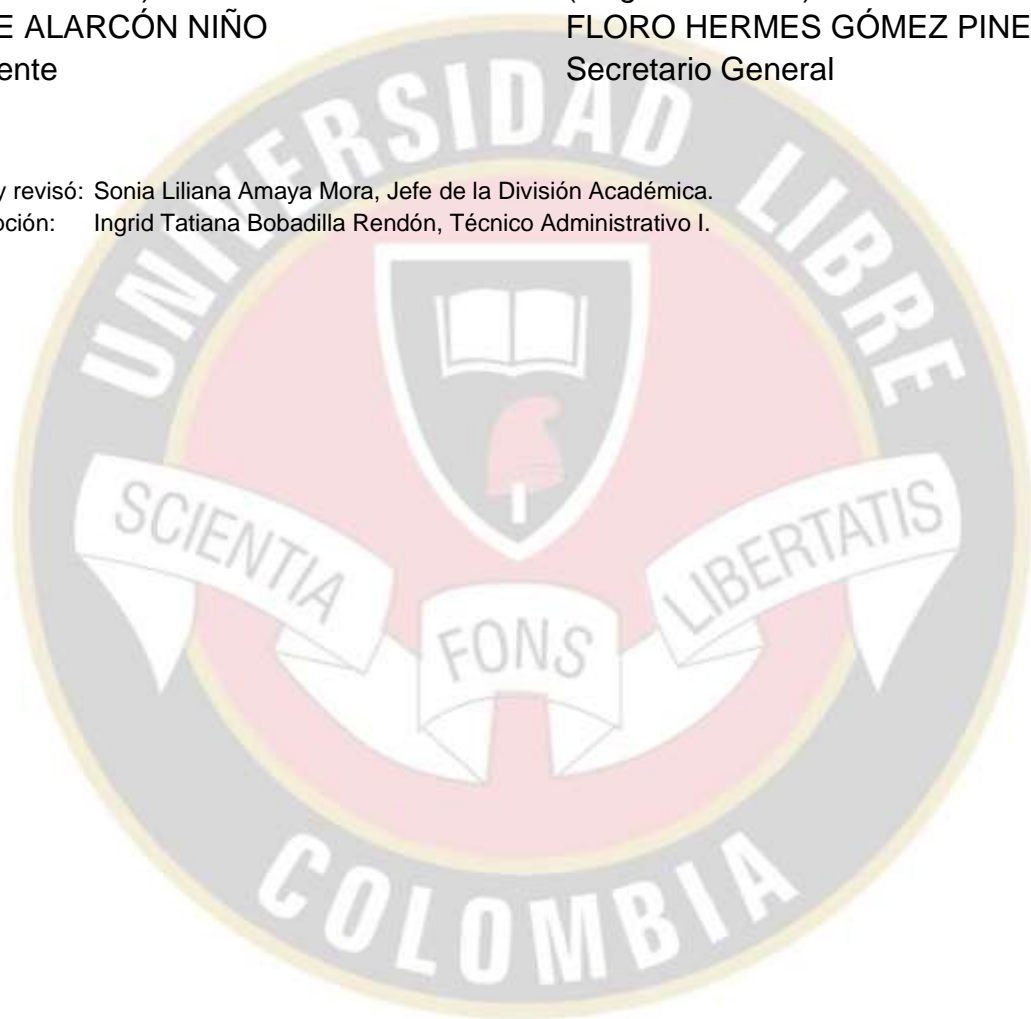 E ALARCÓN NIÑO FLORO HERMES GÓMEZ PINE
ente Secretario General
y revisó: Sonia Liliana Amaya Mora, Jefe de la División Académica.
oción: Ingrid Tatiana Bobadilla Rendón, Técnico Administrativo I.
UNIVERSIDAD LIBRE
SCIENTIA
FONS
LIBERTATIS
COLOMBIA